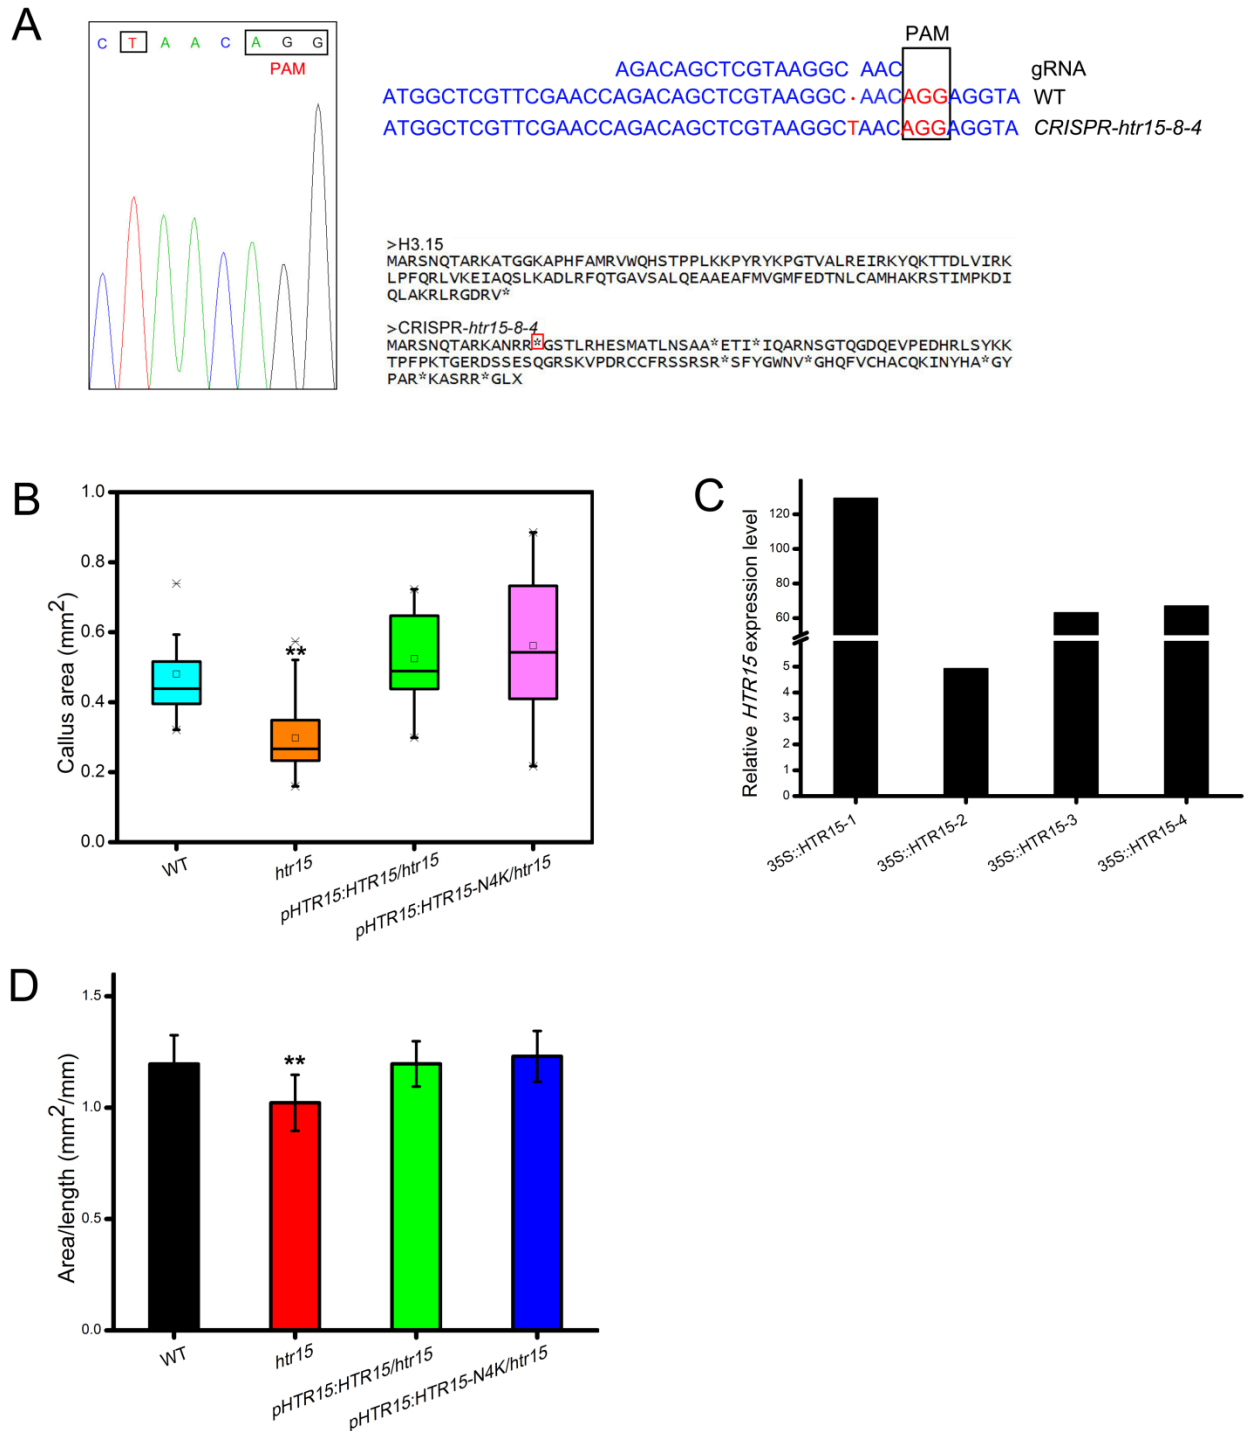 A
C T A A C A G G
PAM
PAM
AGACAGCTCGTAAGGC AAC gRNA
ATGGCTCGTTCGAACCAGACAGCTCGTAAGGC·AACAGGAGGTA WT
ATGGCTCGTTCGAACCAGACAGCTCGTAAGGCTAACAGGAGGTA CRISPR-htr15-8-4
>H3.15
MARSNQTARKATGGKAPHFAMRVWQHSTPPLKKPYRYKPGTVALREIRKYQKTTDLVIRK
LPFQRLVKEIAQSLKADLRFQTGAVSALQEAAEAFMVGMFEDTNLCAMHAKRSTIMPKDI
QLAKRLRGDRV*
>CRISPR-htr15-8-4
MARSNQTARKANRR*GSTLRHESMATLNSAA*ETI*IQARNSGTQGDQEVPEDHRLSYKK
TPFPKTGERDSSESQGRSKVPDRCCFRSSRSR*SFYGWNV*GHQFVCHACQKINYHA*GY
PAR*KASRR*GLX
B
Callus area (mm2)
1.0
0.8
0.6
0.4
0.2
0.0
**
WT
htr15
pHTR15:HTR15/htr15
pHTR15:HTR15-N4K/htr15
C
Relative HTR15 expression level
120
100
80
60
5
4
3
2
1
0
35S::HTR15-1
35S::HTR15-2
35S::HTR15-3
35S::HTR15-4
D
Area/length (mm2/mm)
1.5
1.0
0.5
0.0
**
WT
htr15
pHTR15:HTR15/htr15
pHTR15:HTR15-N4K/htr15